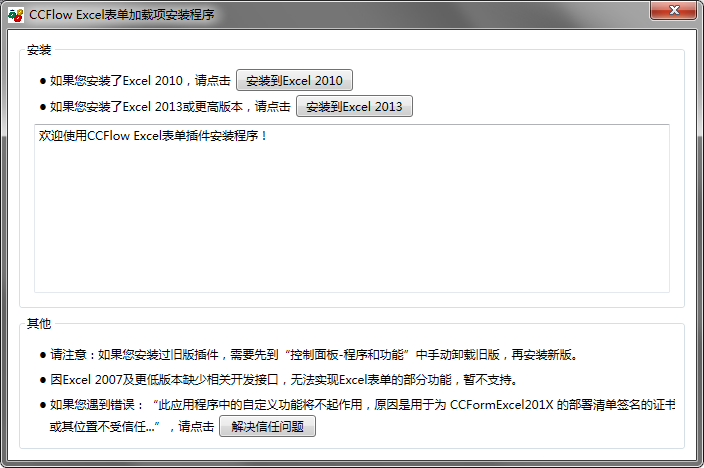 CCFlow Excel表单加载项安装程序
安装
● 如果您安装了Excel 2010，请点击 安装到Excel 2010
● 如果您安装了Excel 2013或更高版本，请点击 安装到Excel 2013
欢迎使用CCFlow Excel表单插件安装程序！
其他
● 请注意：如果您安装过旧版插件，需要先到“控制面板-程序和功能”中手动卸载旧版，再安装新版。
● 因Excel 2007及更低版本缺少相关开发接口，无法实现Excel表单的部分功能，暂不支持。
● 如果您遇到错误：“此应用程序中的自定义功能将不起作用，原因是用于为 CCFormExcel201X 的部署清单签名的证书
或其位置不受信任...”，请点击 解决信任问题